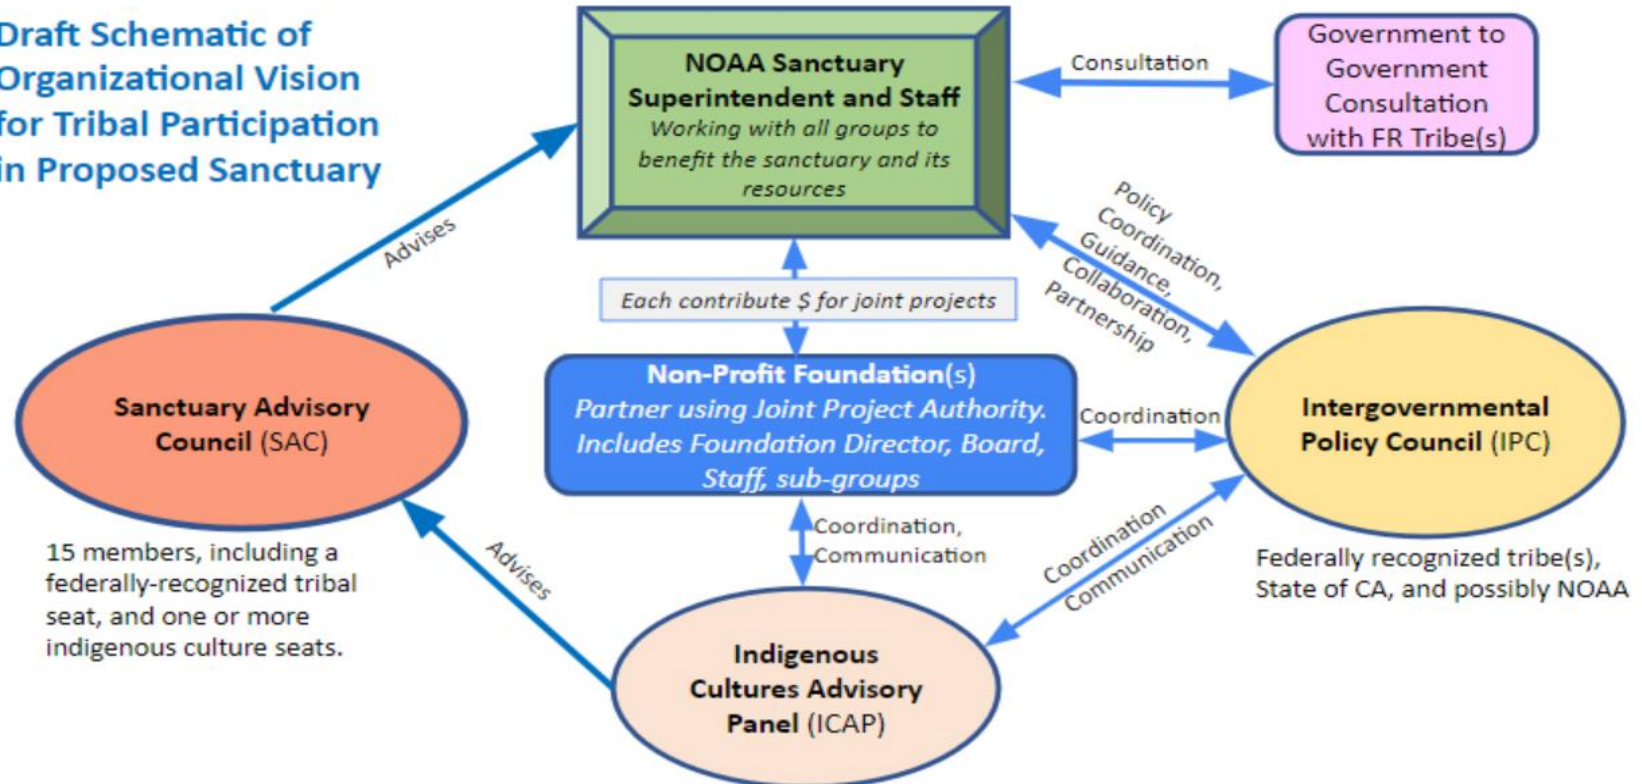 Draft Schematic of
Organizational Vision
for Tribal Participation
in Proposed Sanctuary
NOAA Sanctuary
Superintendent and Staff
Working with all groups to
benefit the sanctuary and its
resources
Consultation
Government to
Government
Consultation
with FR Tribe(s)
Advises
Each contribute $ for joint projects
Policy
Coordination,
Guidance,
Collaboration,
Partnership
Sanctuary Advisory
Council (SAC)
15 members, including a
federally-recognized tribal
seat, and one or more
indigenous culture seats.
Non-Profit Foundation(s)
Partner using Joint Project Authority.
Includes Foundation Director, Board,
Staff, sub-groups
Coordination
Intergovernmental
Policy Council (IPC)
Federally recognized tribe(s),
State of CA, and possibly NOAA
Advises
Coordination,
Communication
Coordination
Communication
Indigenous
Cultures Advisory
Panel (ICAP)